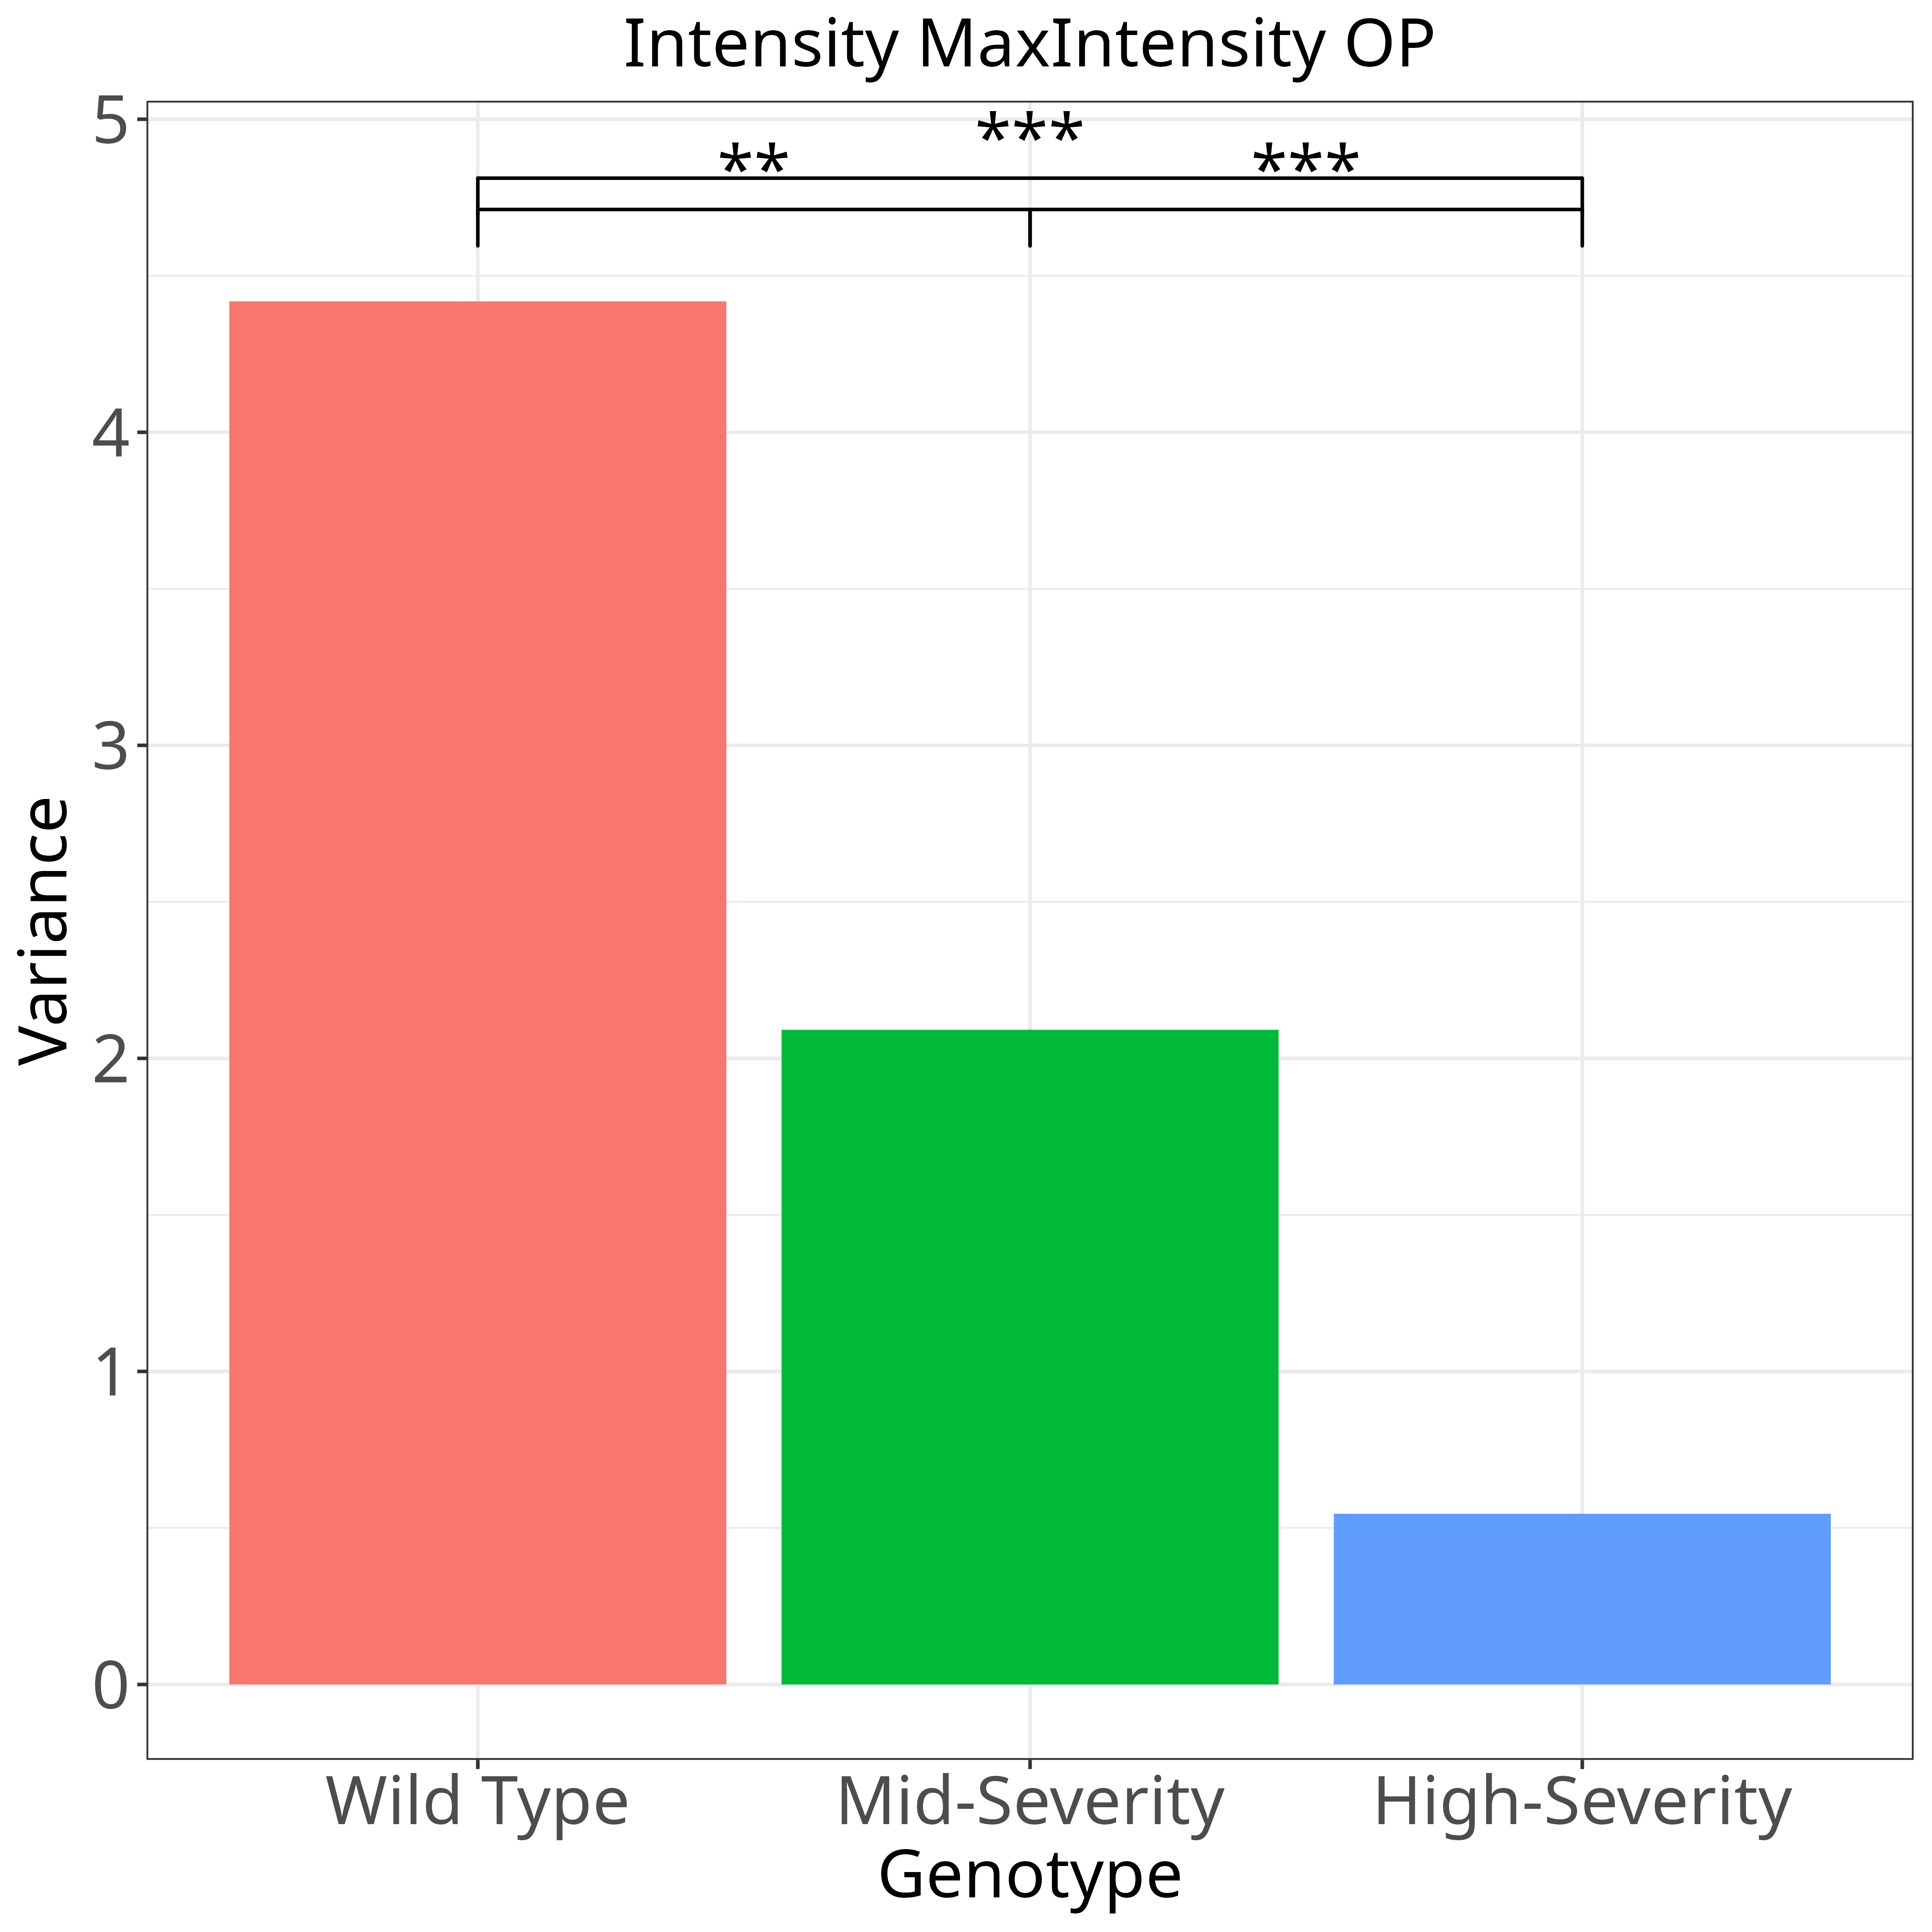 Intensity MaxIntensity OP
5
***
**
***
4
3
2
1
0
Variance
Wild Type
Mid-Severity
High-Severity
Genotype